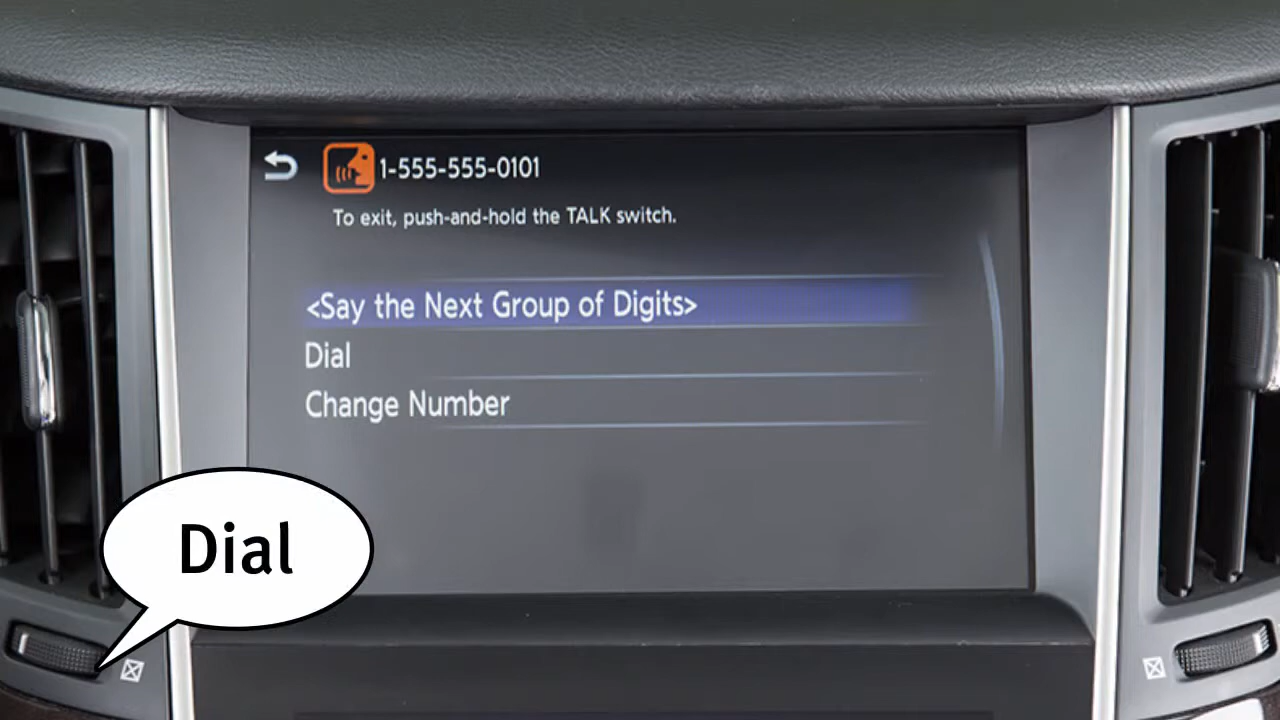 1-555-555-0101
To exit, push-and-hold the TALK switch.
<Say the Next Group of Digits>
Dial
Change Number
Dial